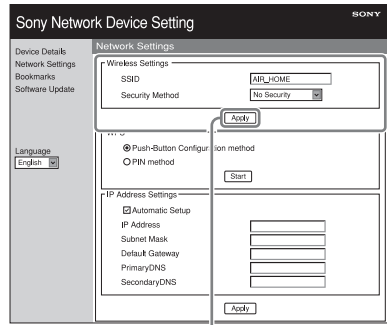 Sony Network Device Setting
SONY
Device Details
Network Settings
Bookmarks
Software Update
Language
English
Network Settings
Wireless Settings
SSID AIR_HOME
Security Method No Security
Apply
WPS
Push-Button Configuration method
PIN method
Start
IP Address Settings
Automatic Setup
IP Address
Subnet Mask
Default Gateway
PrimaryDNS
SecondaryDNS
Apply